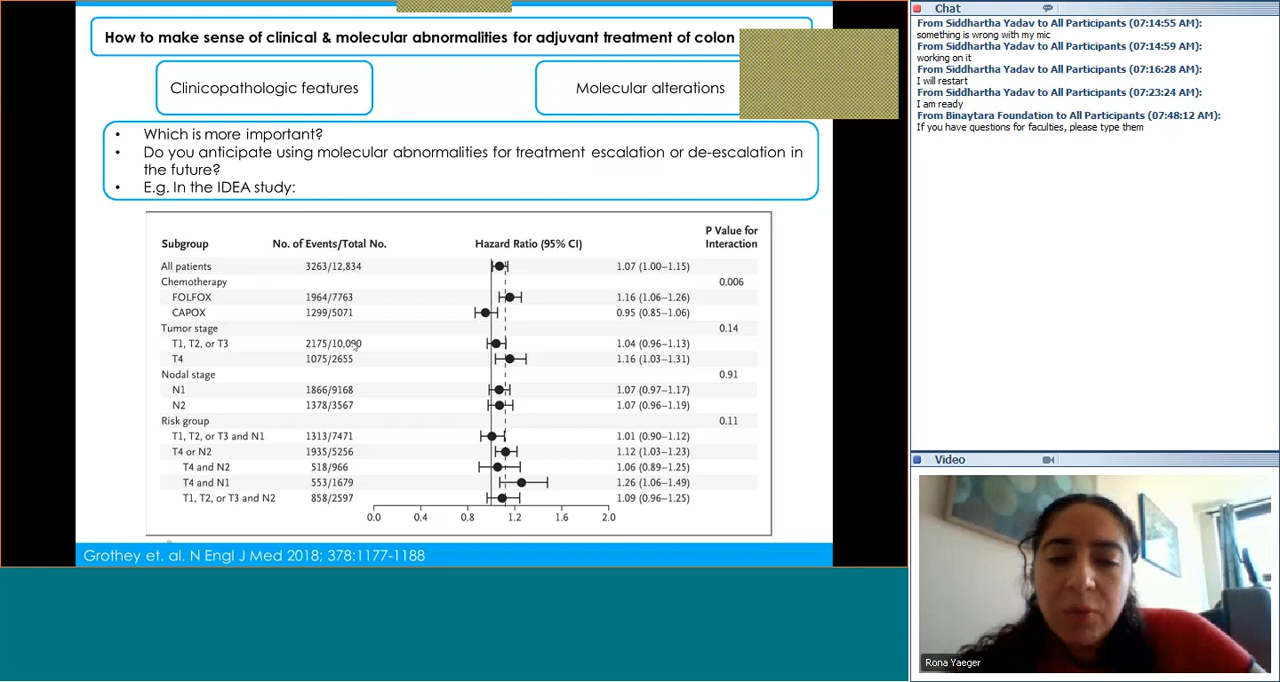 How to make sense of clinical & molecular abnormalities for adjuvant treatment of colon
Clinicopathologic features
Molecular alterations
• Which is more important?
• Do you anticipate using molecular abnormalities for treatment escalation or de-escalation in
the future?
• E.g. In the IDEA study:
Subgroup No. of Events/Total No. Hazard Ratio (95% CI) P Value for Interaction
All patients 3263/12,834 1.07 (1.00–1.15)
Chemotherapy 0.006
FOLFOX 1964/7763 1.16 (1.06–1.26)
CAPOX 1299/5071 0.95 (0.85–1.06)
Tumor stage 0.14
T1, T2, or T3 2175/10,090 1.04 (0.96–1.13)
T4 1075/2655 1.16 (1.03–1.31)
Nodal stage 0.91
N1 1866/9168 1.07 (0.97–1.17)
N2 1378/3567 1.07 (0.96–1.19)
Risk group 0.11
T1, T2, or T3 and N1 1313/7471 1.01 (0.90–1.12)
T4 or N2 1935/5256 1.12 (1.03–1.23)
T4 and N2 518/966 1.06 (0.89–1.25)
T4 and N1 553/1679 1.26 (1.06–1.49)
T1, T2, or T3 and N2 858/2597 1.09 (0.96–1.25)
0.0 0.4 0.8 1.2 1.6 2.0
Grothey et. al. N Engl J Med 2018; 378:1177-1188
Chat
From Siddhartha Yadav to All Participants (07:14:55 AM):
something is wrong with my mic
From Siddhartha Yadav to All Participants (07:14:59 AM):
working on it
From Siddhartha Yadav to All Participants (07:16:28 AM):
I will restart
From Siddhartha Yadav to All Participants (07:23:24 AM):
I am ready
From Binaytara Foundation to All Participants (07:48:12 AM):
If you have questions for faculties, please type them
Video
Rona Yaeger